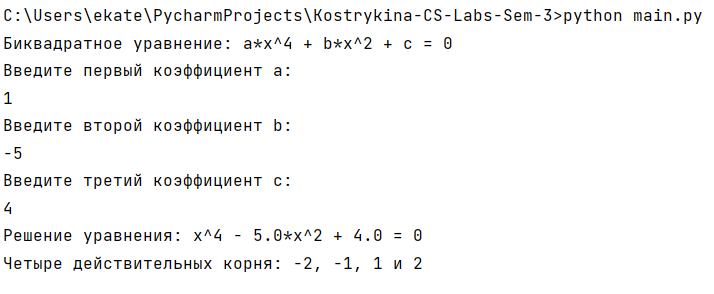 C:\Users\ekate\PycharmProjects\Kostrykina-CS-Labs-Sem-3>python main.py
Биквадратное уравнение: a*x^4 + b*x^2 + c = 0
Введите первый коэффициент a:
1
Введите второй коэффициент b:
-5
Введите третий коэффициент c:
4
Решение уравнения: x^4 - 5.0*x^2 + 4.0 = 0
Четыре действительных корня: -2, -1, 1 и 2